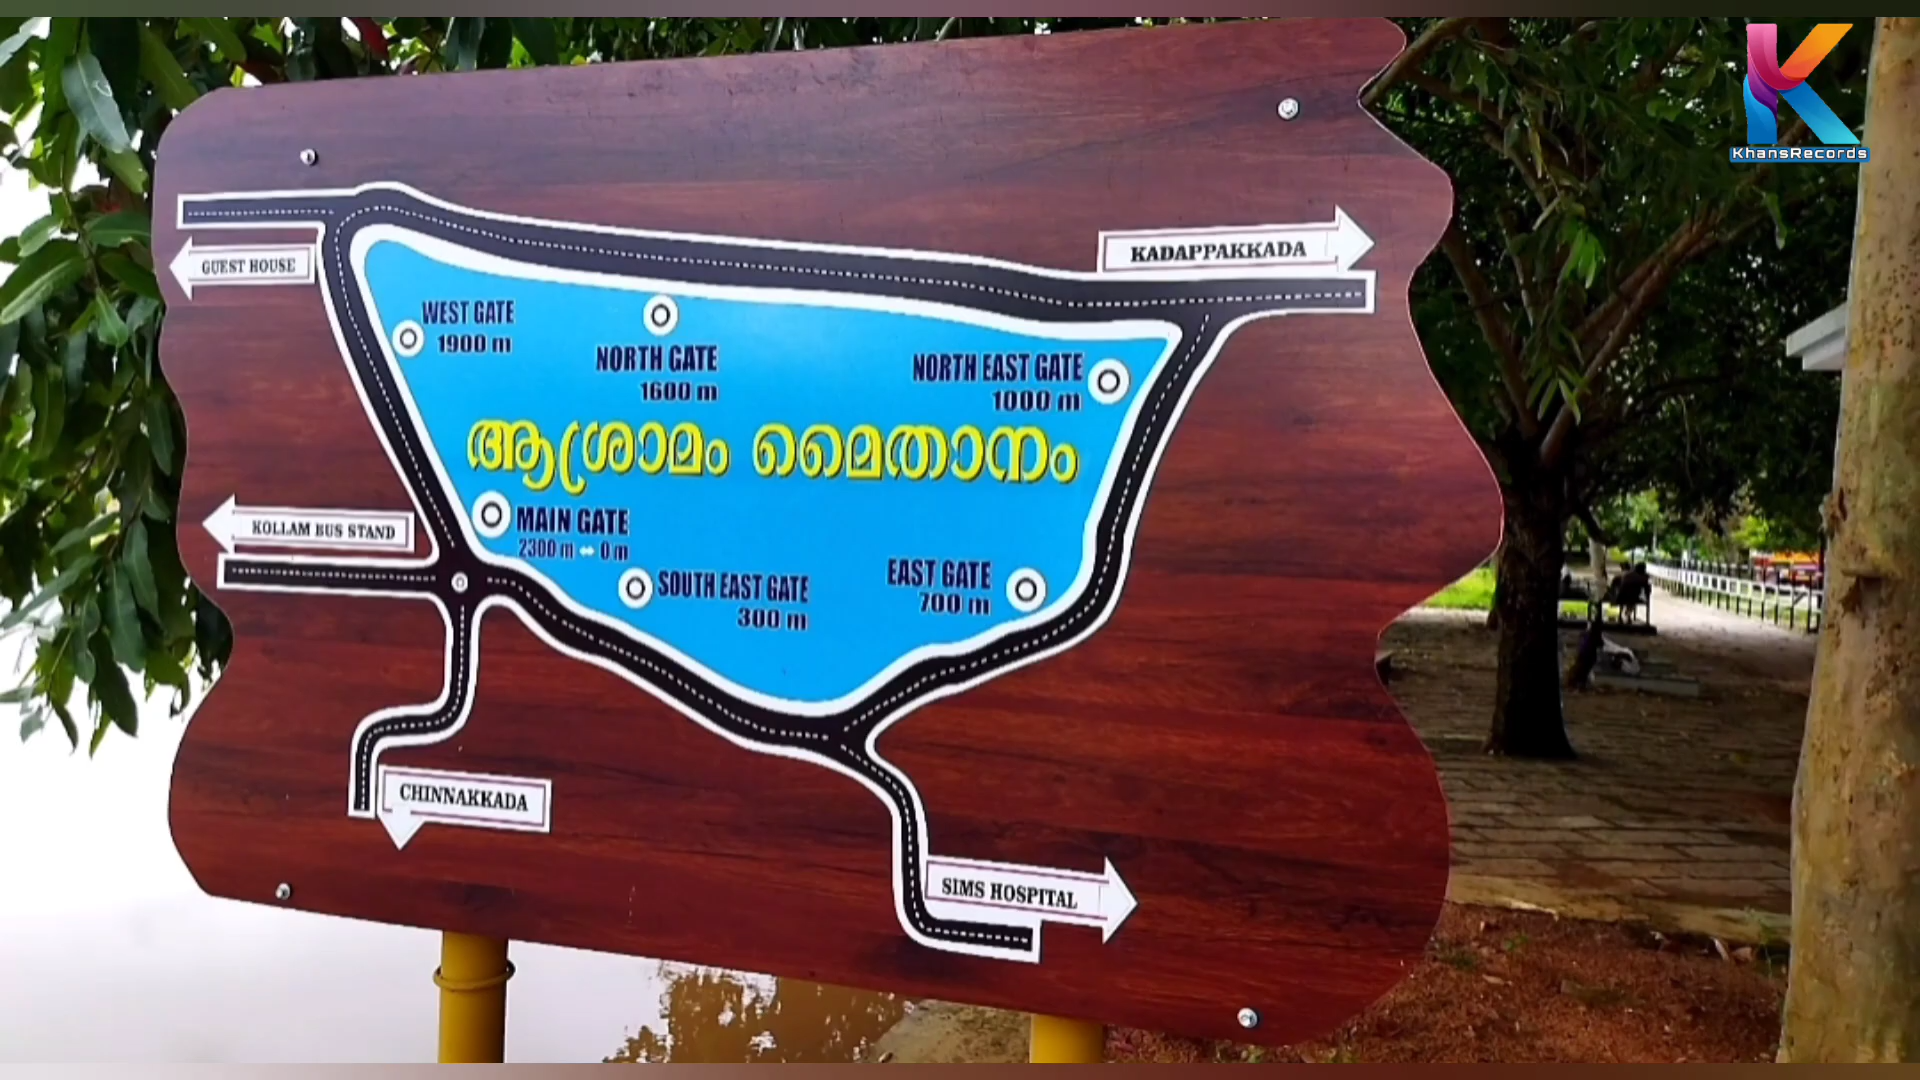 KhansRecords
KADAPPAKKADA
GUEST HOUSE
WEST GATE
1900 m
NORTH GATE
1600 m
NORTH EAST GATE
1000 m
ആശ്രാമം മൈതാനം
KOLLAM BUS STAND
MAIN GATE
2300 m ⬌ 0 m
SOUTH EAST GATE
300 m
EAST GATE
700 m
CHINNAKKADA
SIMS HOSPITAL